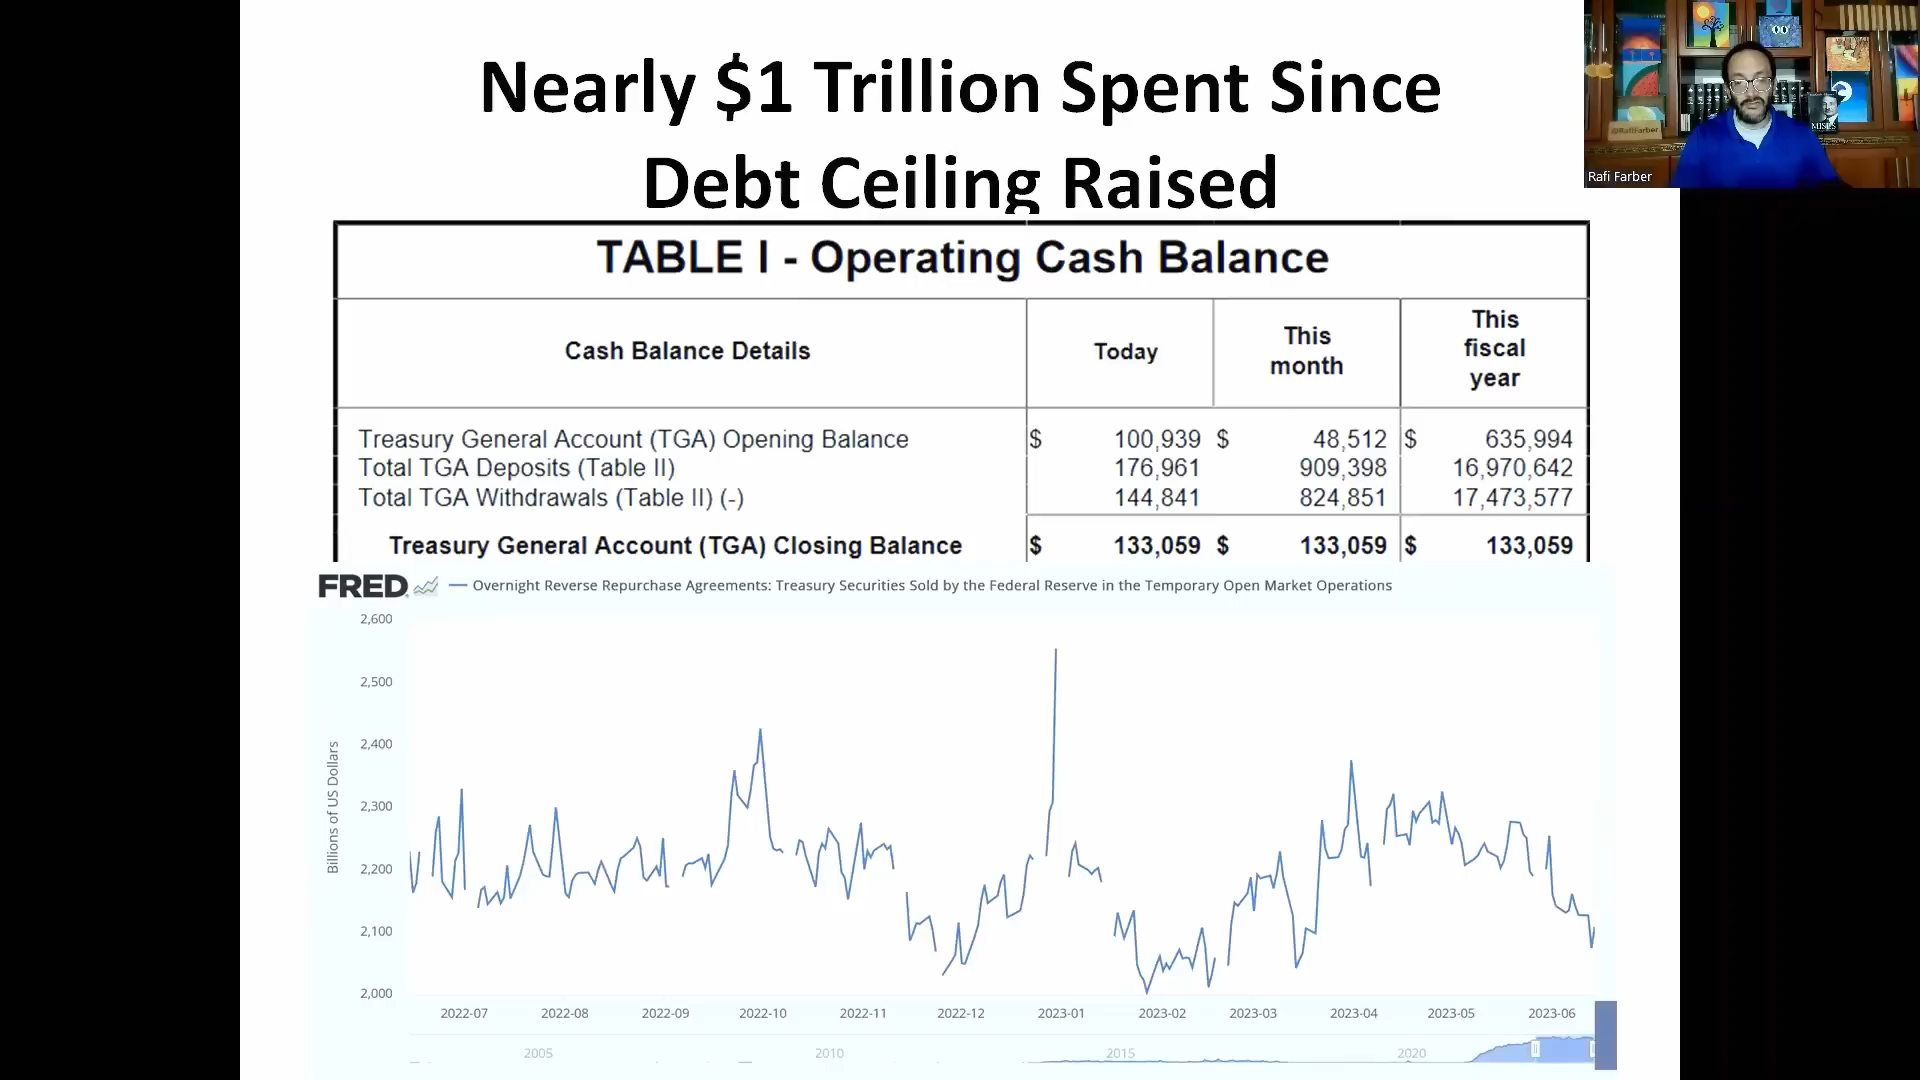 Nearly $1 Trillion Spent Since
Debt Ceiling Raised
@RafiFarber
MISES
Rafi Farber
TABLE I - Operating Cash Balance
Cash Balance Details Today This month This fiscal year
Treasury General Account (TGA) Opening Balance $ 100,939 $ 48,512 $ 635,994
Total TGA Deposits (Table II) 176,961 909,398 16,970,642
Total TGA Withdrawals (Table II) (-) 144,841 824,851 17,473,577
Treasury General Account (TGA) Closing Balance $ 133,059 $ 133,059 $ 133,059
FRED Overnight Reverse Repurchase Agreements: Treasury Securities Sold by the Federal Reserve in the Temporary Open Market Operations
Billions of US Dollars
2,600
2,500
2,400
2,300
2,200
2,100
2,000
2022-07 2022-08 2022-09 2022-10 2022-11 2022-12 2023-01 2023-02 2023-03 2023-04 2023-05 2023-06
2005 2010 2015 2020